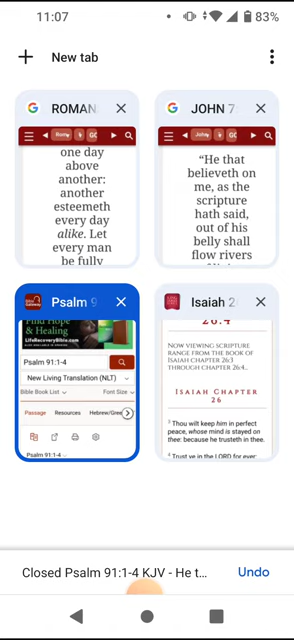 11:07
83%
New tab
ROMAN
JOHN 7
Rom
GO
John
GO
one day
above
another:
another
esteemeth
every day
alike. Let
every man
be fully
“He that
believeth on
me, as the
scripture
hath said,
out of his
belly shall
flow rivers
Psalm 9
Isaiah 2
Find Hope
& Healing
LifeRecoveryBible.com
Psalm 91:1-4
New Living Translation (NLT)
Bible Book List
Font Size
Passage
Resources
Hebrew/Gree
Psalm 91:1-4
26:4
Now viewing scripture
range from the book of
Isaiah chapter 26:3
through chapter 26:4...
Isaiah Chapter
26
3 Thou will keep him in perfect
peace, whose mind is stayed on
thee: because he trusteth in thee.
4 Trust ye in the LORD for ever:
Closed Psalm 91:1-4 KJV - He t...
Undo